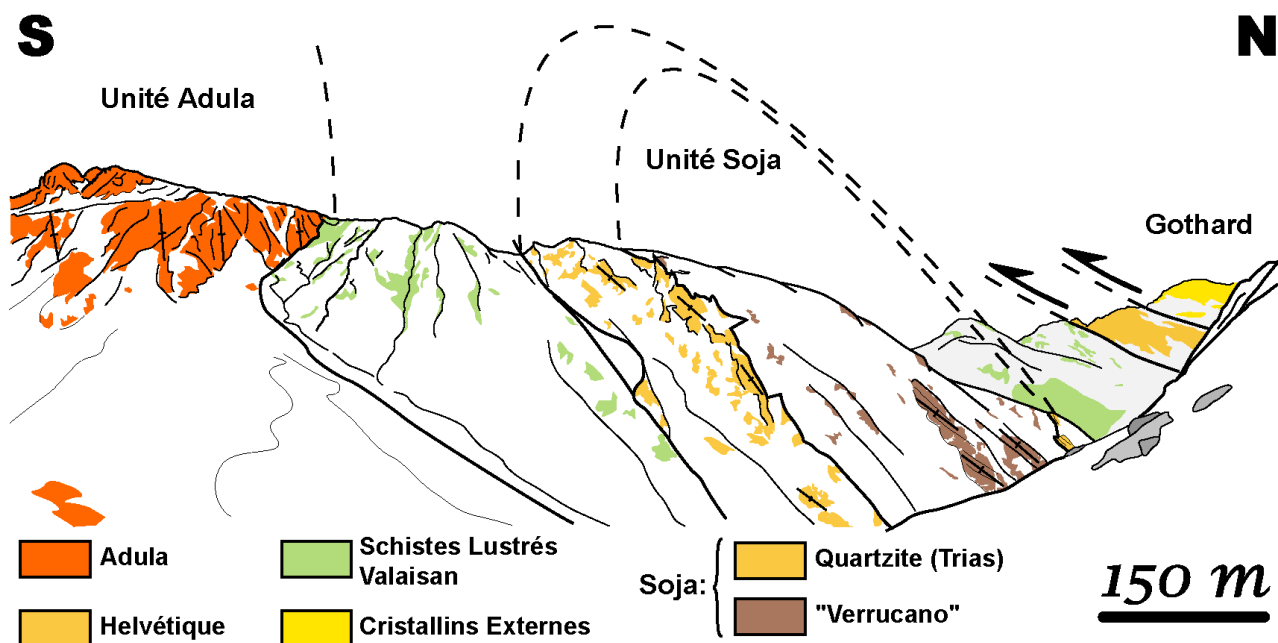 S
N
Unité Adula
Unité Soja
Gothard
Adula
Schistes Lustrés
Valaisan
Soja:
Quartzite (Trias)
150 m
Helvétique
Cristallins Externes
"Verrucano"